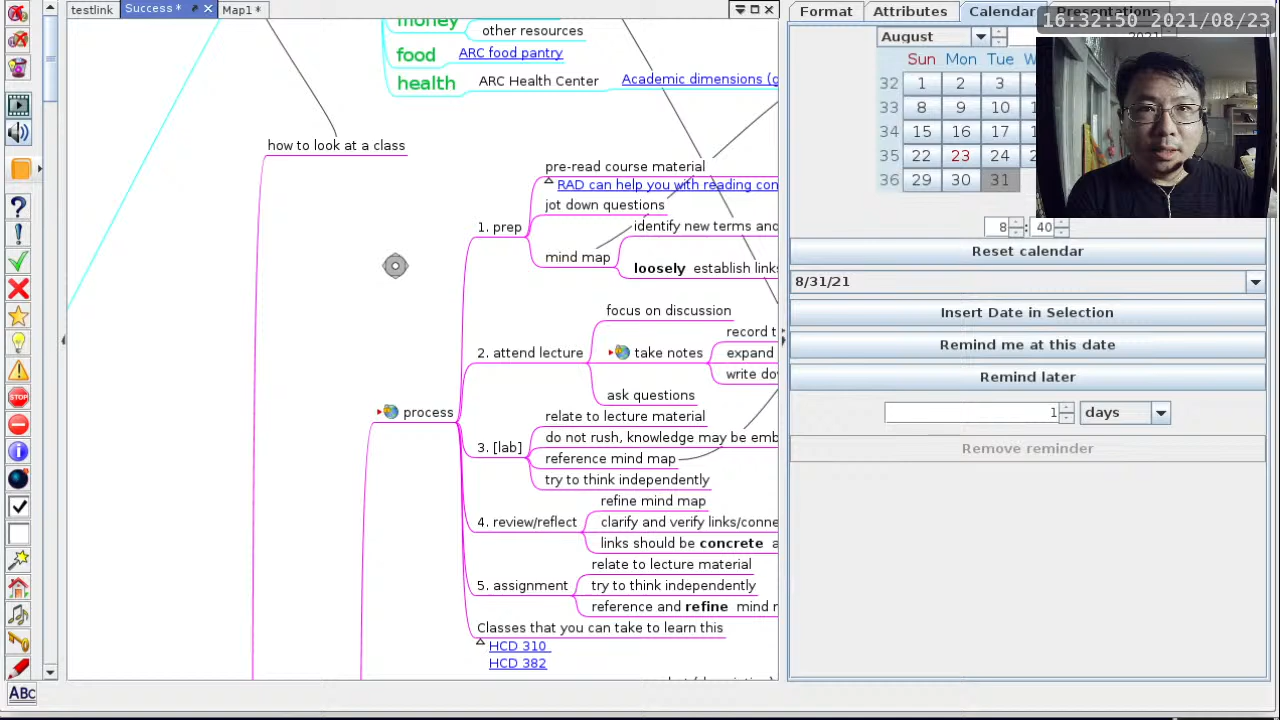 testlink Success * Map1 *
Format Attributes Calendar Presentations
16:32:50 2021/08/23
money
other resources
food ARC food pantry
health ARC Health Center Academic dimensions (g
how to look at a class
pre-read course material
RAD can help you with reading con
jot down questions
1. prep
identify new terms and
mind map
loosely establish links
focus on discussion
record t
2. attend lecture
take notes
expand
write do
ask questions
process
relate to lecture material
do not rush, knowledge may be emb
3. [lab]
reference mind map
try to think independently
refine mind map
4. review/reflect
clarify and verify links/conne
links should be concrete a
relate to lecture material
5. assignment
try to think independently
reference and refine mind r
Classes that you can take to learn this
HCD 310
HCD 382
August 2021
Sun Mon Tue W
32 1 2 3
33 8 9 10
34 15 16 17
35 22 23 24
36 29 30 31
8 : 40
Reset calendar
8/31/21
Insert Date in Selection
Remind me at this date
Remind later
1 days
Remove reminder
STOP
ABC